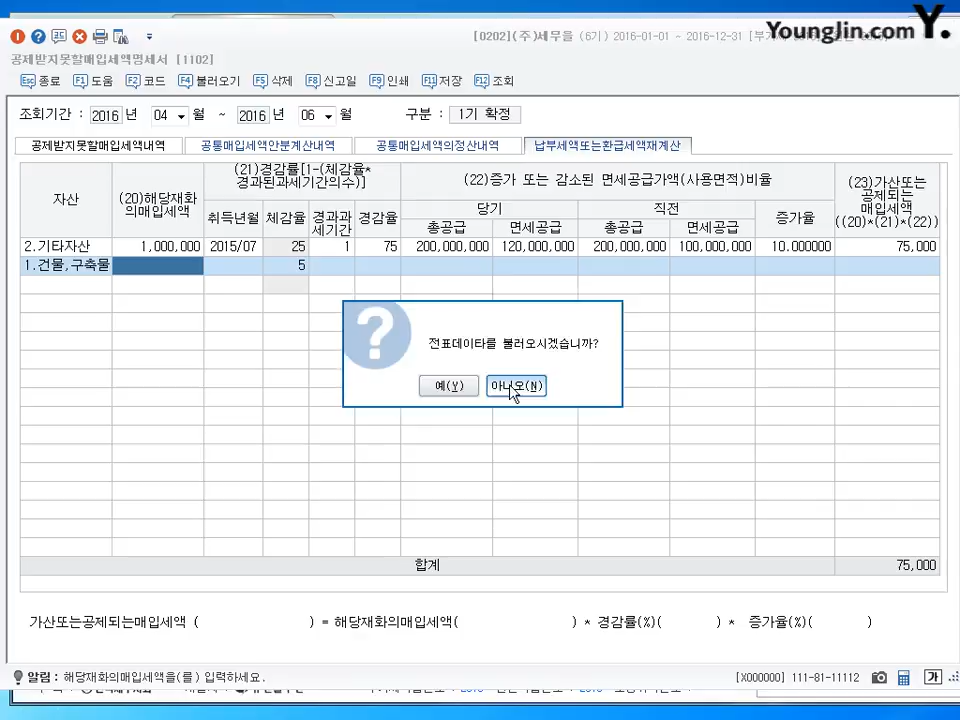 Younglin.com Y.
[0202](주)세무을 (6기) 2016-01-01 ~ 2016-12-31
공제받지못할매입세액명세서 [1102]
Esc 종료 F1 도움 F2 코드 F4 불러오기 F5 삭제 F8 신고일 F9 인쇄 F11 저장 F12 조회
조회기간 : 2016 년 04 월 ~ 2016 년 06 월 구분 : 1기 확정
공제받지못할매입세액내역 공통매입세액안분계산내역 공통매입세액의정산내역 납부세액또는환급세액재계산
자산
(20)해당재화
의매입세액
(21)경감률[1-(체감율*
경과된과세기간의수)]
취득년월 체감율 경과과
세기간 경감율
(22)증가 또는 감소된 면세공급가액(사용면적)비율
당기 직전 증가율
총공급 면세공급 총공급 면세공급
(23)가산또는
공제되는
매입세액
((20)*(21)*(22))
2.기타자산 1,000,000 2015/07 25 1 75 200,000,000 120,000,000 200,000,000 100,000,000 10.000000 75,000
1.건물,구축물 5
전표데이타를 불러오시겠습니까?
예(Y) 아니오(N)
합계 75,000
가산또는공제되는매입세액 ( ) = 해당재화의매입세액( ) * 경감률(%)( ) * 증가율(%)( )
알림 : 해당재화의매입세액을(를) 입력하세요. [X000000] 111-81-11112 가